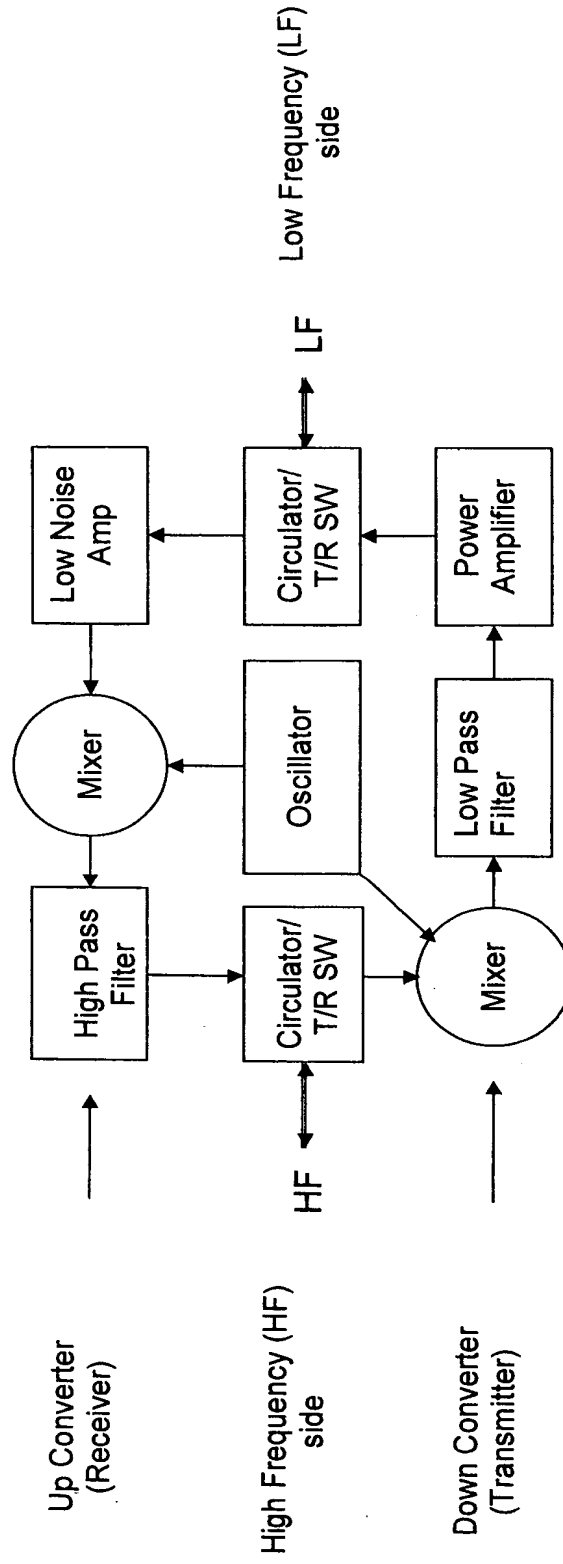 Up Converter
(Receiver)
High Pass
Filter
Mixer
Low Noise
Amp
High Frequency (HF)
side
HF
Circulator/
T/R SW
Oscillator
Circulator/
T/R SW
LF
Low Frequency (LF)
side
Down Converter
(Transmitter)
Mixer
Low Pass
Filter
Power
Amplifier